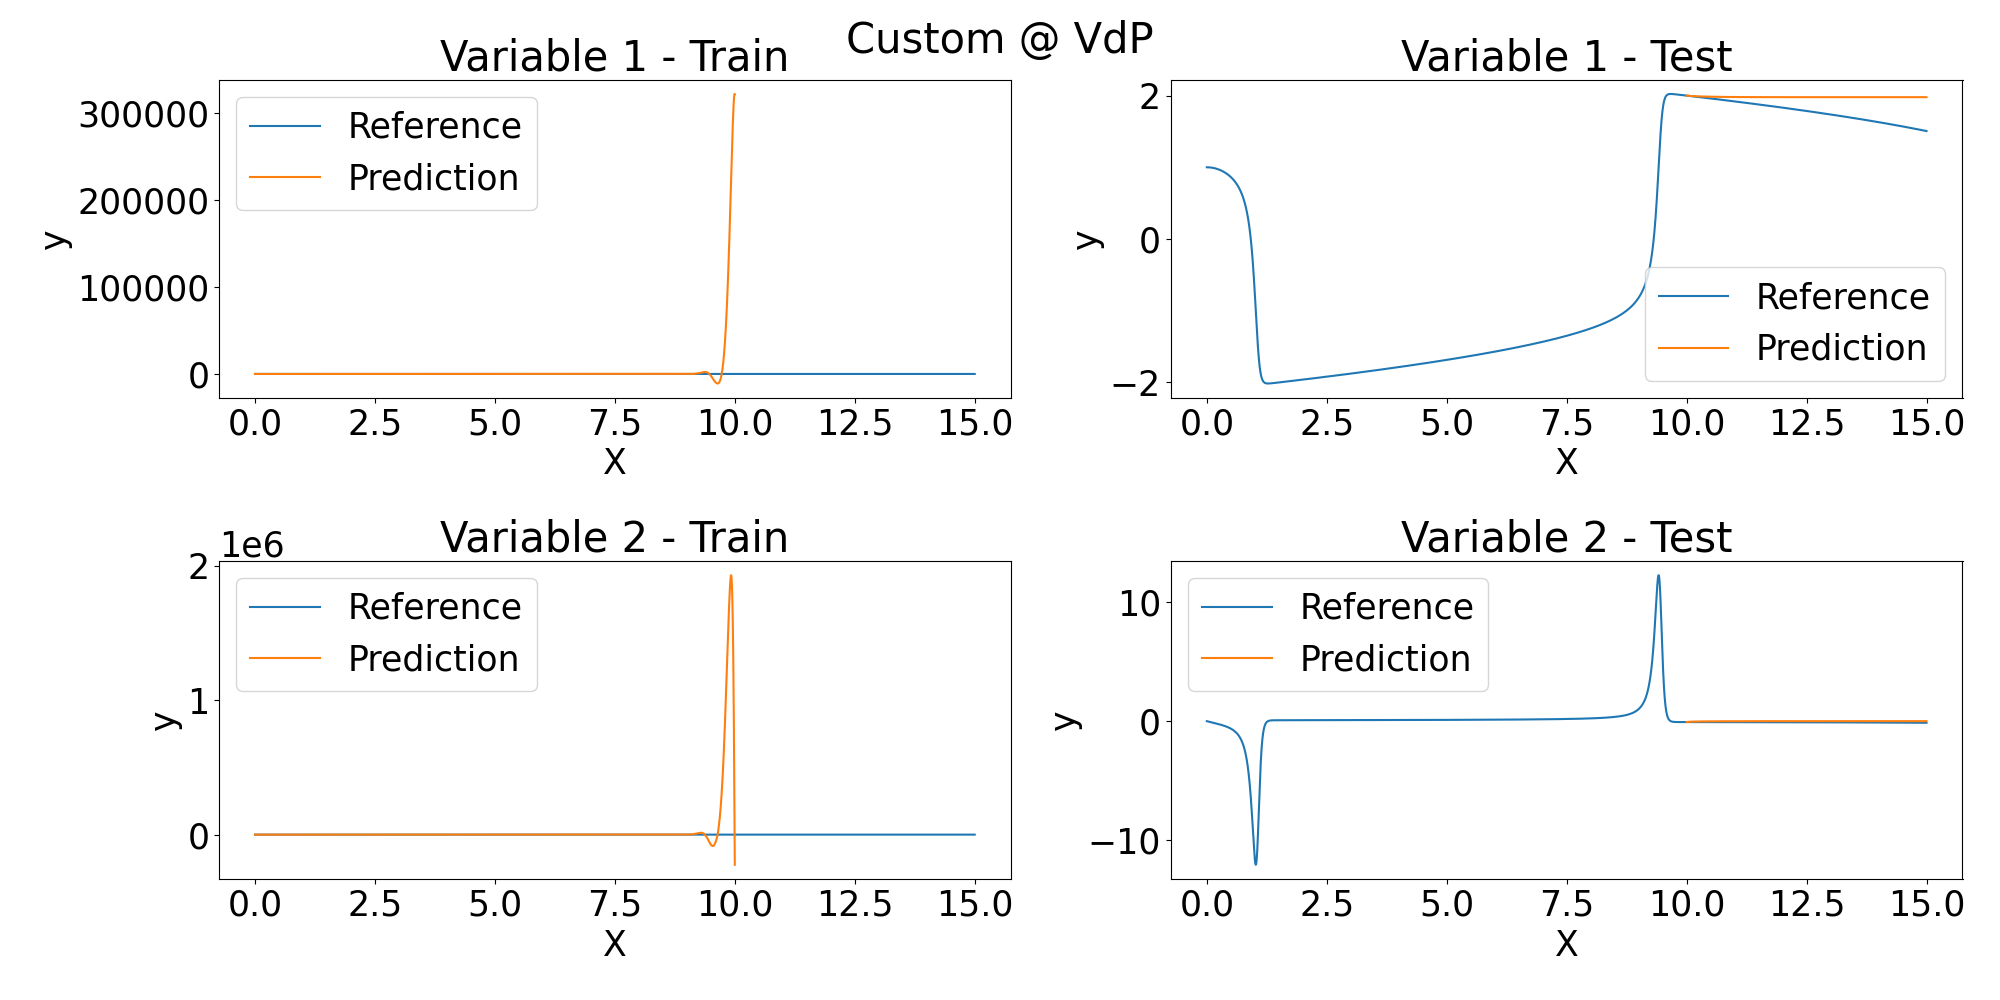 Custom @ VdP
Variable 1 - Train
300000
200000
100000
0
y
Reference
Prediction
0.0 2.5 5.0 7.5 10.0 12.5 15.0
X
Variable 1 - Test
2
0
−2
y
Reference
Prediction
0.0 2.5 5.0 7.5 10.0 12.5 15.0
X
Variable 2 - Train
1e6
2
1
0
y
Reference
Prediction
0.0 2.5 5.0 7.5 10.0 12.5 15.0
X
Variable 2 - Test
10
0
−10
y
Reference
Prediction
0.0 2.5 5.0 7.5 10.0 12.5 15.0
X